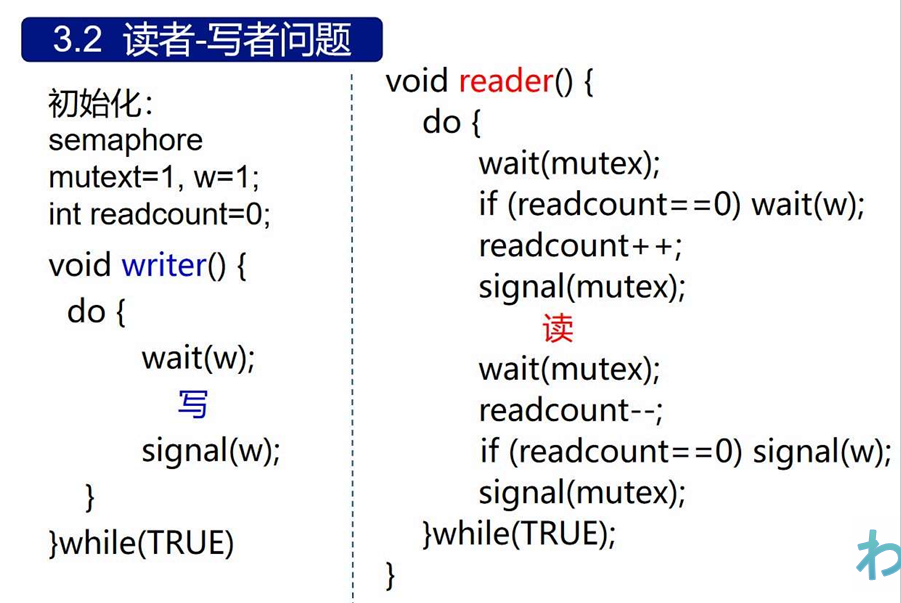 3.2 读者-写者问题
初始化：
semaphore
mutext=1, w=1;
int readcount=0;
void writer() {
do {
wait(w);
写
signal(w);
}
}while(TRUE)
void reader() {
do {
wait(mutex);
if (readcount==0) wait(w);
readcount++;
signal(mutex);
读
wait(mutex);
readcount--;
if (readcount==0) signal(w);
signal(mutex);
}while(TRUE);
}
わ